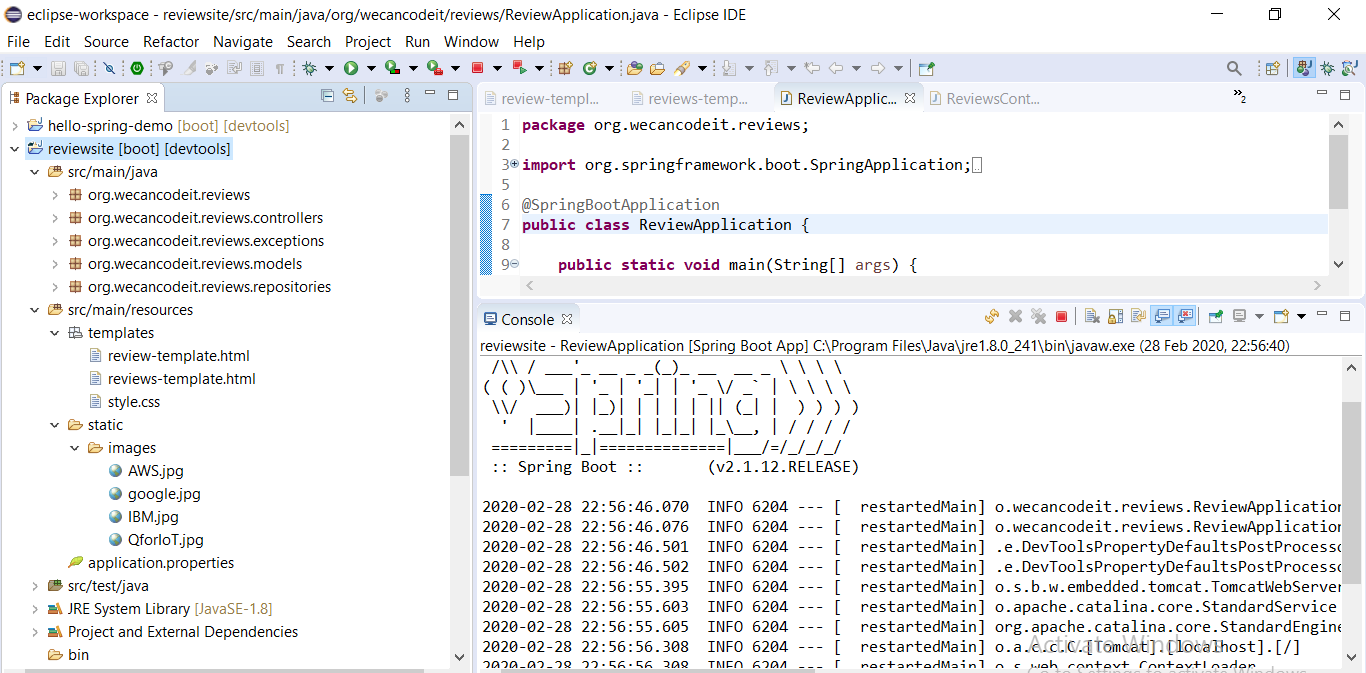 eclipse-workspace - reviewsite/src/main/java/org/wecancodeit/reviews/ReviewApplication.java - Eclipse IDE
File Edit Source Refactor Navigate Search Project Run Window Help
Package Explorer
hello-spring-demo [boot] [devtools]
reviewsite [boot] [devtools]
src/main/java
org.wecancodeit.reviews
org.wecancodeit.reviews.controllers
org.wecancodeit.reviews.exceptions
org.wecancodeit.reviews.models
org.wecancodeit.reviews.repositories
src/main/resources
templates
review-template.html
reviews-template.html
style.css
static
images
AWS.jpg
google.jpg
IBM.jpg
QforIoT.jpg
application.properties
src/test/java
JRE System Library [JavaSE-1.8]
Project and External Dependencies
bin
review-templ... reviews-temp... ReviewApplic... ReviewsCont... »2
1 package org.wecancodeit.reviews;
2
3 import org.springframework.boot.SpringApplication;
5
6 @SpringBootApplication
7 public class ReviewApplication {
8
9 public static void main(String[] args) {
Console
reviewsite - ReviewApplication [Spring Boot App] C:\Program Files\Java\jre1.8.0_241\bin\javaw.exe (28 Feb 2020, 22:56:40)
/\\ / ___'_ __ _ _(_)_ __ __ _ \ \ \ \
( ( )\___ | '_ | '_| | '_ \/ _` | \ \ \ \
\\/ ___)| |_)| | | | | || (_| | ) ) ) )
' |____| .__|_| |_|_| |_\__, | / / / /
=========|_|==============|___/=/_/_/_/
:: Spring Boot :: (v2.1.12.RELEASE)
2020-02-28 22:56:46.070 INFO 6204 --- [ restartedMain] o.wecancodeit.reviews.ReviewApplication
2020-02-28 22:56:46.076 INFO 6204 --- [ restartedMain] o.wecancodeit.reviews.ReviewApplication
2020-02-28 22:56:46.501 INFO 6204 --- [ restartedMain] .e.DevToolsPropertyDefaultsPostProcesso
2020-02-28 22:56:46.502 INFO 6204 --- [ restartedMain] .e.DevToolsPropertyDefaultsPostProcesso
2020-02-28 22:56:55.395 INFO 6204 --- [ restartedMain] o.s.b.w.embedded.tomcat.TomcatWebServer
2020-02-28 22:56:55.603 INFO 6204 --- [ restartedMain] o.apache.catalina.core.StandardService
2020-02-28 22:56:55.605 INFO 6204 --- [ restartedMain] org.apache.catalina.core.StandardEngine
2020-02-28 22:56:56.308 INFO 6204 --- [ restartedMain] o.a.c.c.C.[Tomcat].[localhost].[/]
2020-02-28 22:56:56.308 INFO 6204 --- [ restartedMain] o.s.web.context.ContextLoader
Activate Windows
Go to Settings to activate Windows.